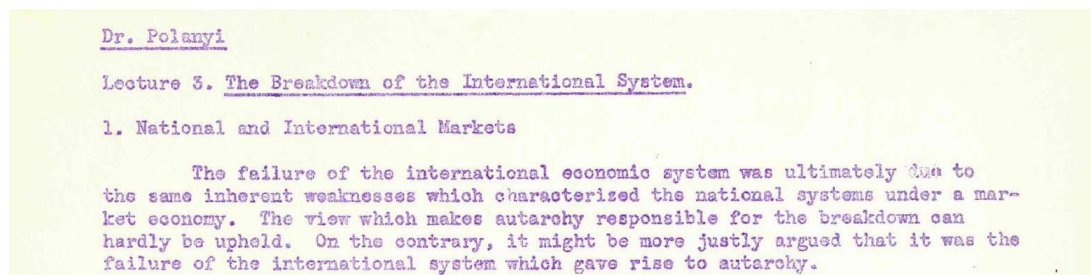 Dr. Polanyi
Lecture 3. The Breakdown of the International System.
1. National and International Markets
The failure of the international economic system was ultimately due to
the same inherent weaknesses which characterized the national systems under a mar-
ket economy. The view which makes autarchy responsible for the breakdown can
hardly be upheld. On the contrary, it might be more justly argued that it was the
failure of the international system which gave rise to autarchy.